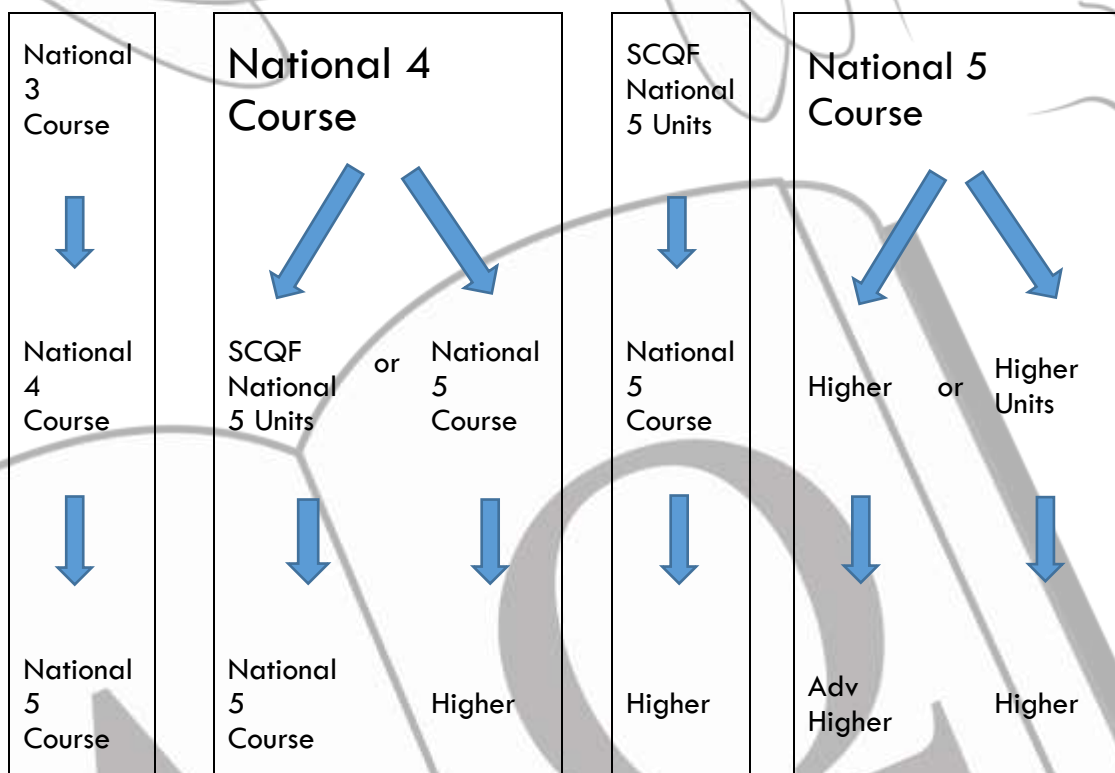 National
3
Course
National
4
Course
National
5
Course
National 4
Course
SCQF
National
5 Units
or
National
5
Course
National
5
Course
Higher
SCQF
National
5 Units
National
5
Course
Higher
National 5
Course
Higher
or
Higher
Units
Adv
Higher
Higher